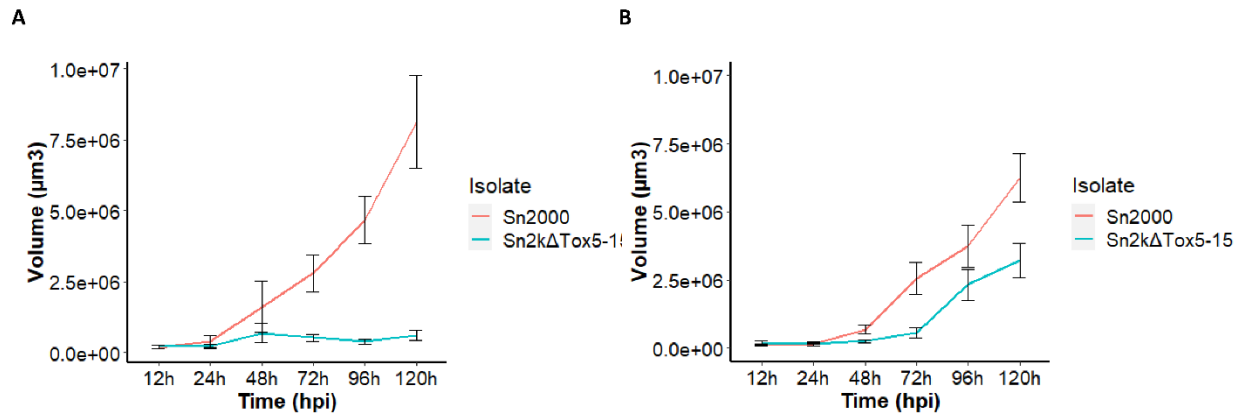 A
1.0e+07
7.5e+06
5.0e+06
2.5e+06
0.0e+00
Volume (µm3)
12h 24h 48h 72h 96h 120h
Time (hpi)
Isolate
Sn2000
Sn2kΔTox5-15
B
1.0e+07
7.5e+06
5.0e+06
2.5e+06
0.0e+00
Volume (µm3)
12h 24h 48h 72h 96h 120h
Time (hpi)
Isolate
Sn2000
Sn2kΔTox5-15